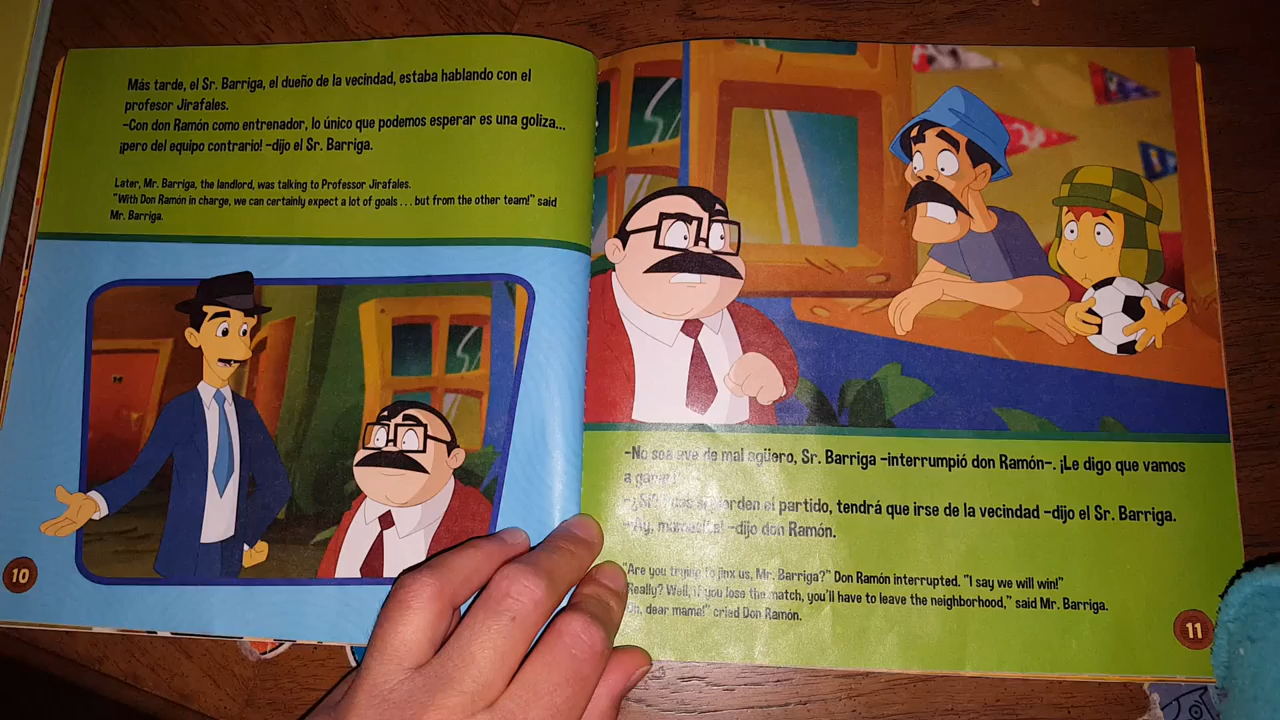 Más tarde, el Sr. Barriga, el dueño de la vecindad, estaba hablando con el
profesor Jirafales.
-Con don Ramón como entrenador, lo único que podemos esperar es una goliza...
¡pero del equipo contrario! -dijo el Sr. Barriga.
Later, Mr. Barriga, the landlord, was talking to Professor Jirafales.
"With Don Ramón in charge, we can certainly expect a lot of goals . . . but from the other team!" said
Mr. Barriga.
10
-No sea ave de mal agüero, Sr. Barriga -interrumpió don Ramón-. ¡Le digo que vamos
a ganar!
-¿Sí? pierden el partido, tendrá que irse de la vecindad -dijo el Sr. Barriga.
-¡Ay, mamacita! -dijo don Ramón.
"Are you trying to jinx us, Mr. Barriga?" Don Ramón interrupted. "I say we will win!"
"Really? Well, if you lose the match, you'll have to leave the neighborhood," said Mr. Barriga.
"Oh, dear mama!" cried Don Ramón.
11